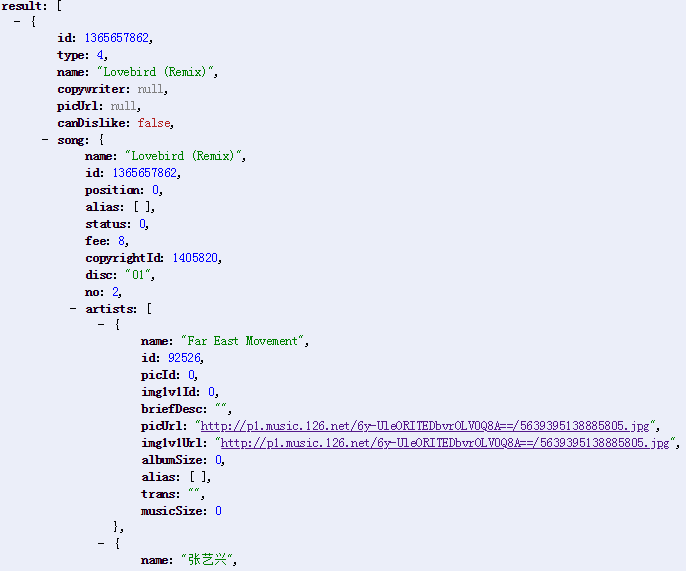 result: [
- {
id: 1365657862,
type: 4,
name: "Lovebird (Remix)",
copywriter: null,
picUrl: null,
canDislike: false,
- song: {
name: "Lovebird (Remix)",
id: 1365657862,
position: 0,
alias: [ ],
status: 0,
fee: 8,
copyrightId: 1405820,
disc: "01",
no: 2,
- artists: [
- {
name: "Far East Movement",
id: 92526,
picId: 0,
img1v1Id: 0,
briefDesc: "",
picUrl: "http://p1.music.126.net/6y-UleORITEDbvrOLV0Q8A==/5639395138885805.jpg",
img1v1Url: "http://p1.music.126.net/6y-UleORITEDbvrOLV0Q8A==/5639395138885805.jpg",
albumSize: 0,
alias: [ ],
trans: "",
musicSize: 0
},
- {
name: "张艺兴",